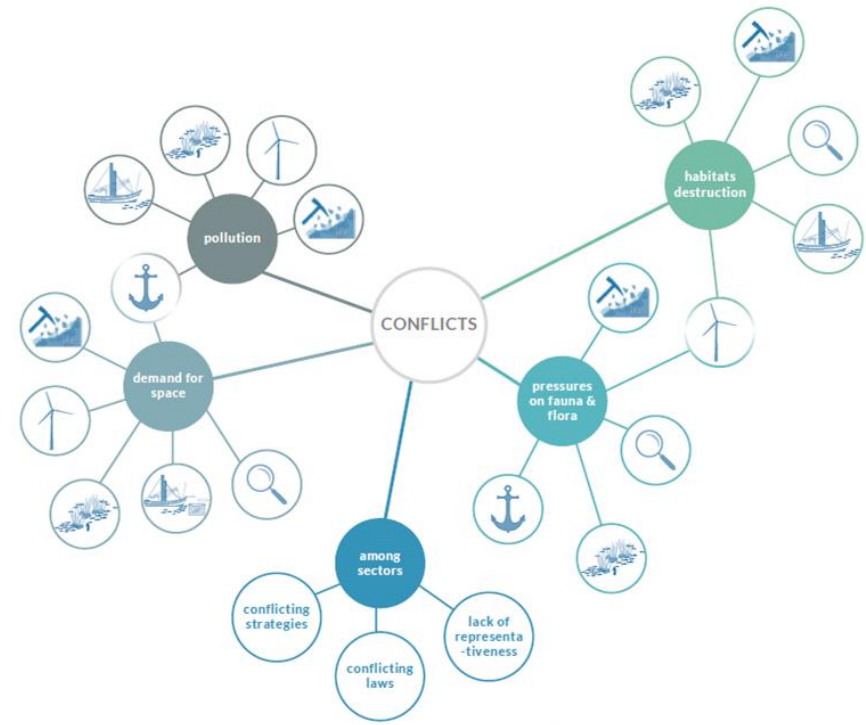 habitats
destruction
pollution
CONFLICTS
demand for
space
pressures
on fauna &
flora
among
sectors
conflicting
strategies
conflicting
laws
lack of
representa
-tiveness